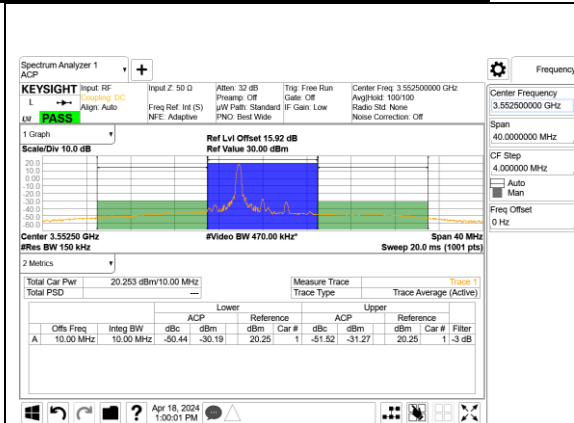 Spectrum Analyzer 1
ACP
Frequency
KEYSIGHT
L
LXI PASS
Input: RF
Coupling: DC
Align: Auto
Input Z: 50 Ω
Freq Ref: Int (S)
NFE: Adaptive
Atten: 32 dB
Preamp: Off
µW Path: Standard
PNO: Best Wide
Trig: Free Run
Gate: Off
IF Gain: Low
Center Freq: 3.552500000 GHz
Avg|Hold: 100/100
Radio Std: None
Noise Correction: Off
Center Frequency
3.552500000 GHz
Span
40.0000000 MHz
CF Step
4.000000 MHz
Auto
Man
Freq Offset
0 Hz
1 Graph
Scale/Div 10.0 dB
Ref Lvl Offset 15.92 dB
Ref Value 30.00 dBm
20.0
10.0
0.00
-10.0
-20.0
-30.0
-40.0
-50.0
-60.0
Center 3.55250 GHz
#Video BW 470.00 kHz*
Span 40 MHz
#Res BW 150 kHz
Sweep 20.0 ms (1001 pts)
2 Metrics
Total Car Pwr 20.253 dBm/10.00 MHz
Total PSD ---
Measure Trace Trace 1
Trace Type Trace Average (Active)
Lower Upper
ACP Reference ACP Reference
Offs Freq Integ BW dBc dBm dBm Car # dBc dBm dBm Car # Filter
A 10.00 MHz 10.00 MHz -50.44 -30.19 20.25 1 -51.52 -31.27 20.25 1 -3 dB
Apr 18, 2024
1:00:01 PM